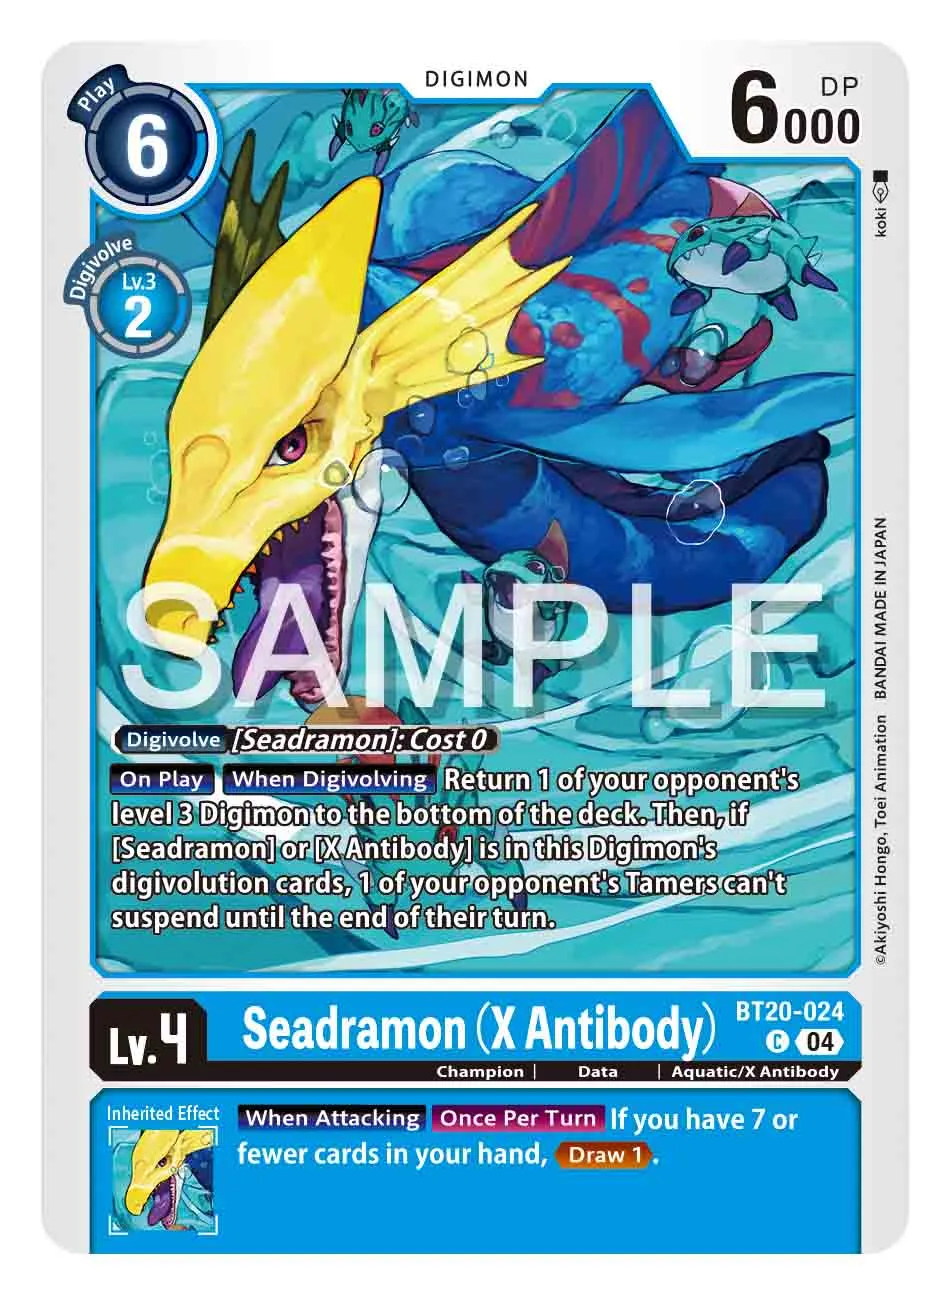 DIGIMON
Play
6
6000
DP
Digivolve
Lv.3
2
koki
SAMPLE
BANDAI MADE IN JAPAN
©Akiyoshi Hongo, Toei Animation
Digivolve [Seadramon]: Cost 0
On Play When Digivolving Return 1 of your opponent's
level 3 Digimon to the bottom of the deck. Then, if
[Seadramon] or [X Antibody] is in this Digimon's
digivolution cards, 1 of your opponent's Tamers can't
suspend until the end of their turn.
Lv.4
Seadramon (X Antibody)
BT20-024
C 04
Champion | Data | Aquatic/X Antibody
Inherited Effect
When Attacking Once Per Turn If you have 7 or
fewer cards in your hand, Draw 1.